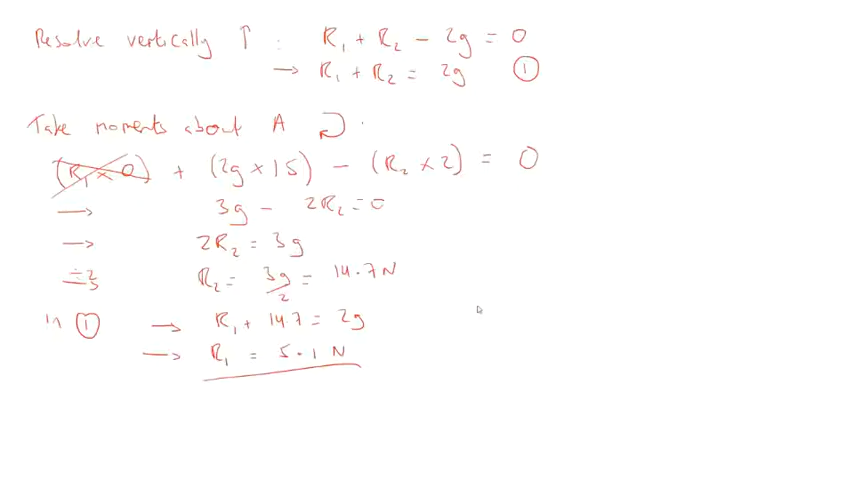 Resolve vertically ↑ : R₁ + R₂ - 2g = 0
→ R₁ + R₂ = 2g ①
Take moments about A ⤵ .
(R₁ × 0) + (2g × 15) - (R₂ × 2) = 0
→ 3g - 2R₂ = 0
→ 2R₂ = 3g
÷2 → R₂ = 3g/2 = 14.7N
in ① → R₁ + 14.7 = 2g
→ R₁ = 5.1 N